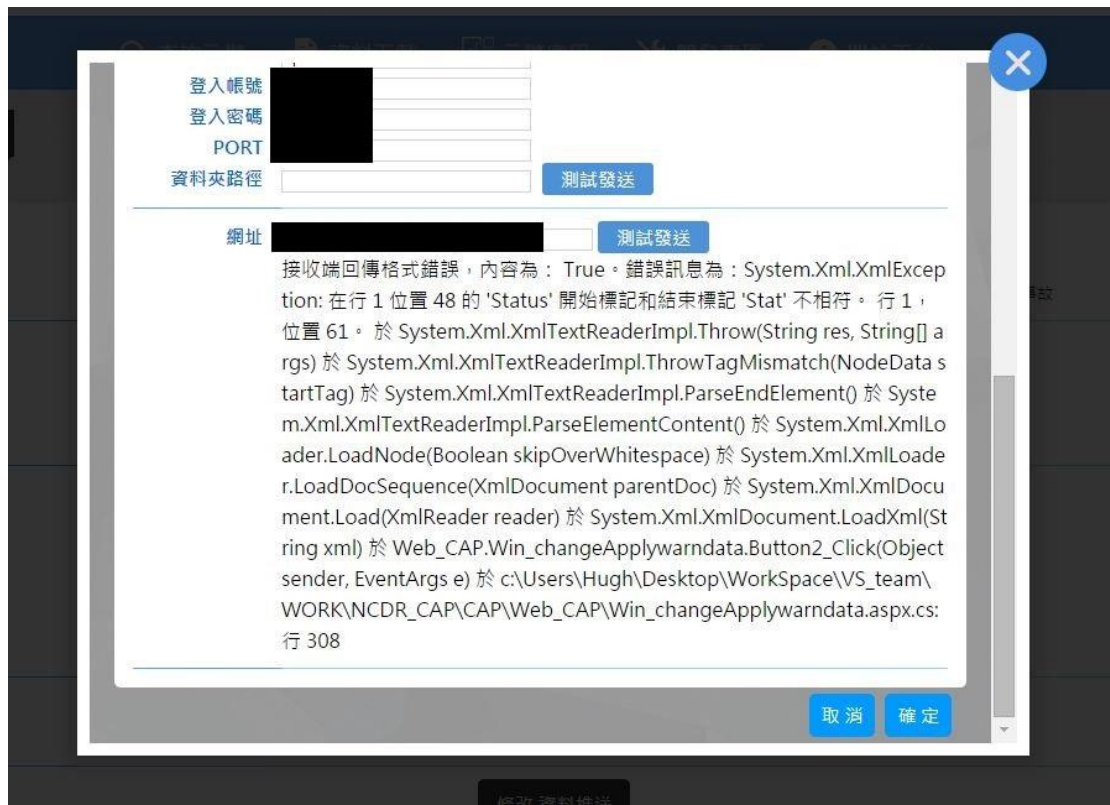 登入帳號
登入密碼
PORT
資料夾路徑
測試發送
網址
測試發送
接收端回傳格式錯誤，內容為： True。錯誤訊息為：System.Xml.XmlExcep
tion: 在行 1 位置 48 的 'Status' 開始標記和結束標記 'Stat' 不相符。 行 1，
位置 61。 於 System.Xml.XmlTextReaderImpl.Throw(String res, String[] a
rgs) 於 System.Xml.XmlTextReaderImpl.ThrowTagMismatch(NodeData s
tartTag) 於 System.Xml.XmlTextReaderImpl.ParseEndElement() 於 Syste
m.Xml.XmlTextReaderImpl.ParseElementContent() 於 System.Xml.XmlLo
ader.LoadNode(Boolean skipOverWhitespace) 於 System.Xml.XmlLoade
r.LoadDocSequence(XmlDocument parentDoc) 於 System.Xml.XmlDocu
ment.Load(XmlReader reader) 於 System.Xml.XmlDocument.LoadXml(St
ring xml) 於 Web_CAP.Win_changeApplywarndata.Button2_Click(Object
sender, EventArgs e) 於 c:\Users\Hugh\Desktop\WorkSpace\VS_team\
WORK\NCDR_CAP\CAP\Web_CAP\Win_changeApplywarndata.aspx.cs:
行 308
取消
確定